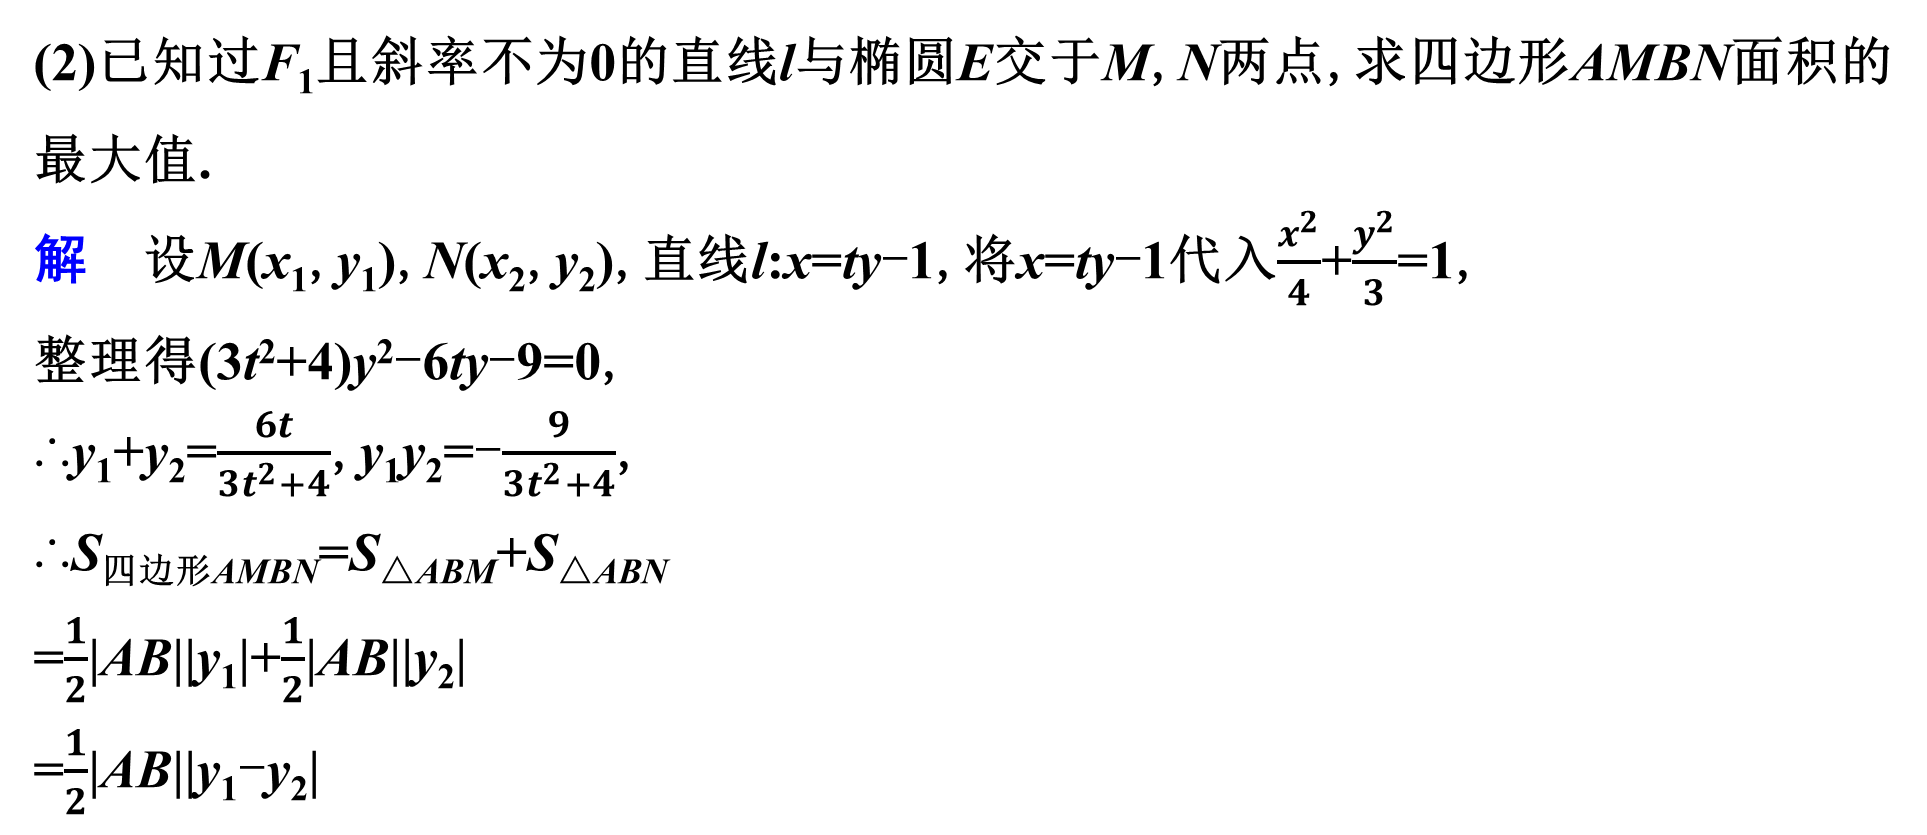 (2)已知过F₁且斜率不为0的直线l与椭圆E交于M, N两点, 求四边形AMBN面积的
最大值.
解 设M(x₁, y₁), N(x₂, y₂), 直线l:x=ty−1, 将x=ty−1代入x²/4+y²/3=1,
整理得(3t²+4)y²−6ty−9=0,
∴y₁+y₂=6t/(3t²+4), y₁y₂=−9/(3t²+4),
∴S四边形AMBN=S△ABM+S△ABN
=1/2|AB||y₁|+1/2|AB||y₂|
=1/2|AB||y₁−y₂|